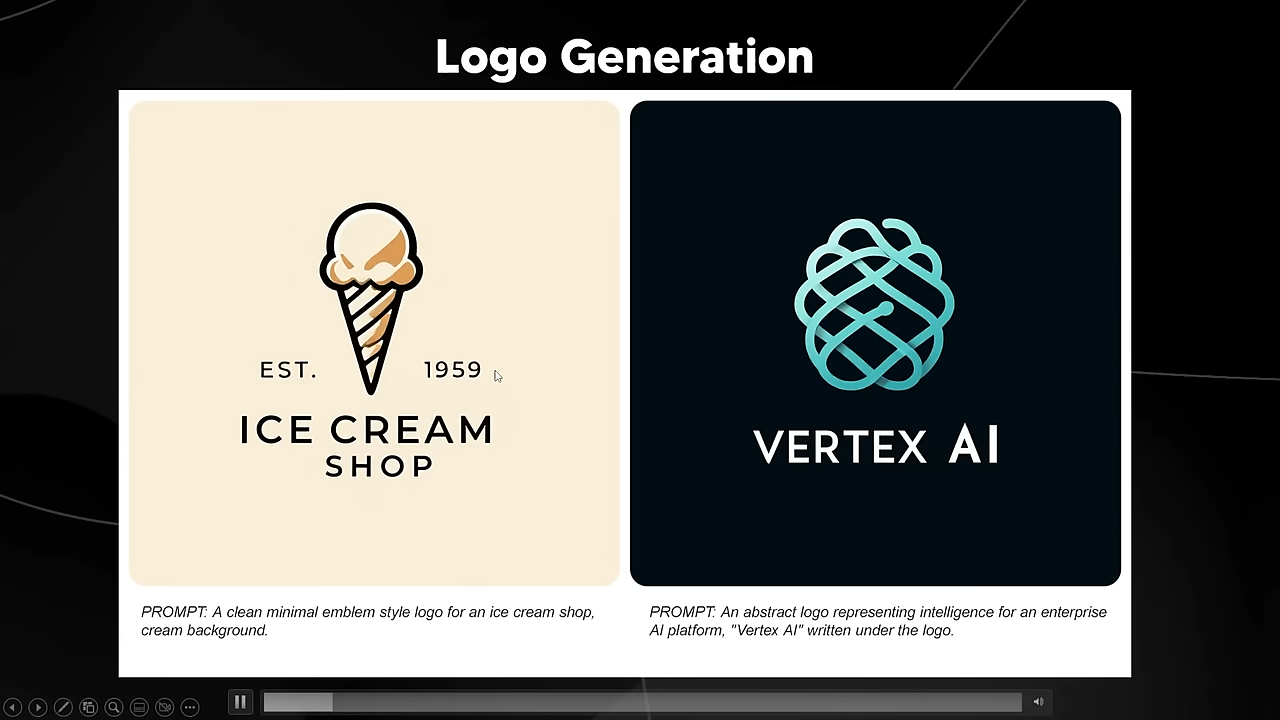 Logo Generation
EST. 1959
ICE CREAM
SHOP
VERTEX AI
PROMPT: A clean minimal emblem style logo for an ice cream shop,
cream background.
PROMPT: An abstract logo representing intelligence for an enterprise
AI platform, "Vertex AI" written under the logo.